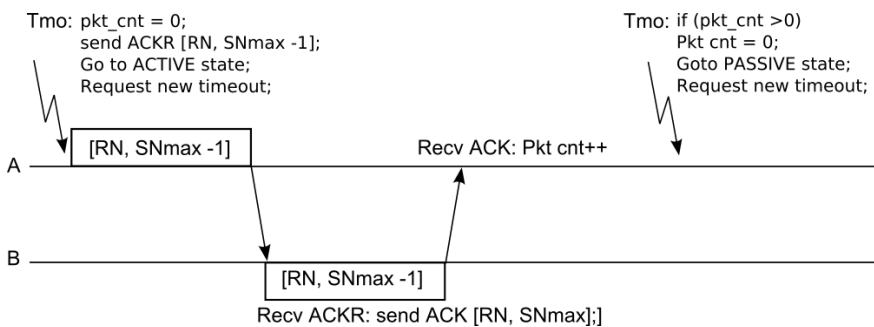 Tmo: pkt_cnt = 0;
send ACKR [RN, SNmax -1];
Go to ACTIVE state;
Request new timeout;
Tmo: if (pkt_cnt >0)
Pkt cnt = 0;
Goto PASSIVE state;
Request new timeout;
[RN, SNmax -1]
Recv ACK: Pkt cnt++
A
B
[RN, SNmax -1]
Recv ACKR: send ACK [RN, SNmax];]